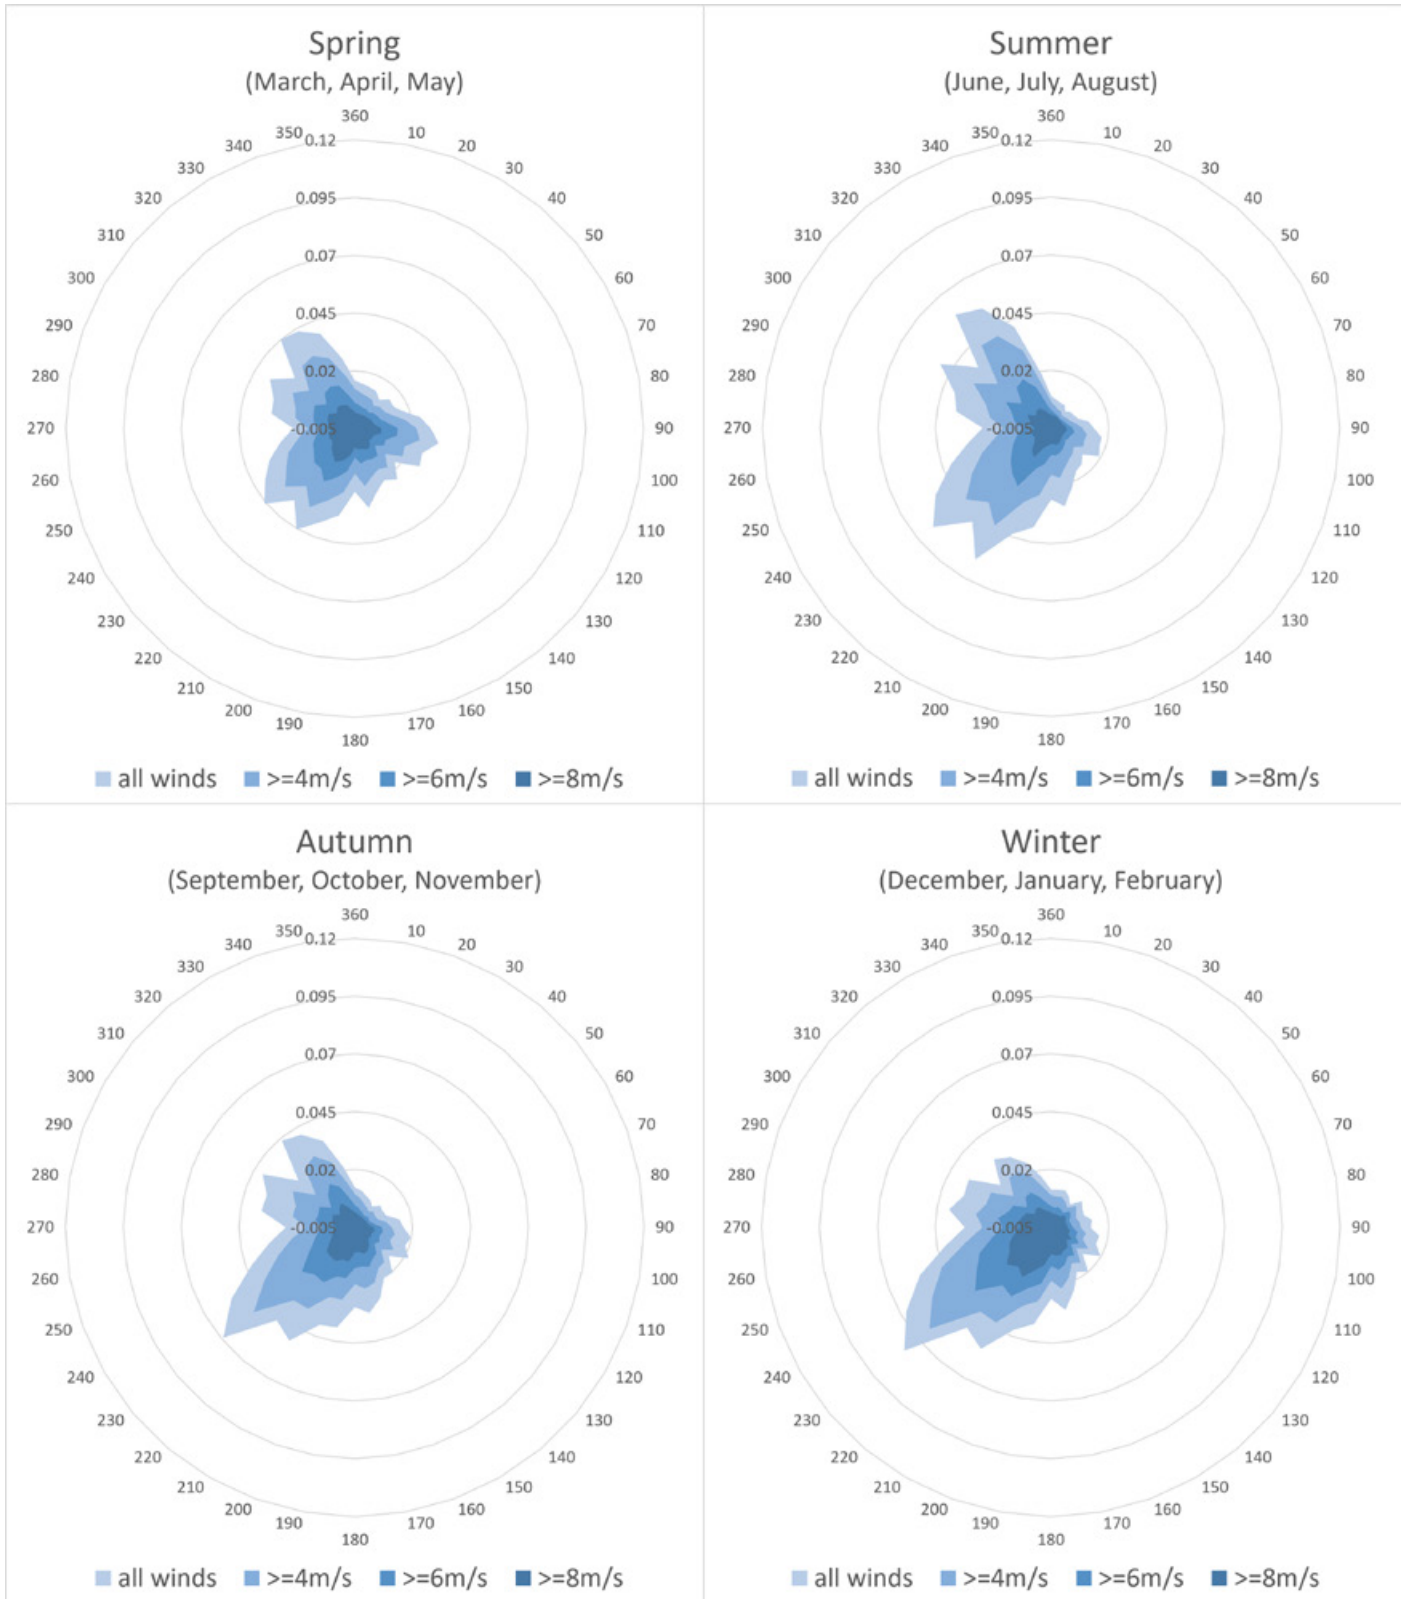 Spring
(March, April, May)
360
350 0.12 10
340 20
330 30
320 0.095 40
310 50
300 0.07 60
290 0.045 70
280 0.02 80
270 -0.005 90
260 100
250 110
240 120
230 130
220 140
210 150
200 160
190 170
180
all winds >=4m/s >=6m/s >=8m/s
Summer
(June, July, August)
360
350 0.12 10
340 20
330 30
320 0.095 40
310 50
300 0.07 60
290 0.045 70
280 0.02 80
270 -0.005 90
260 100
250 110
240 120
230 130
220 140
210 150
200 160
190 170
180
all winds >=4m/s >=6m/s >=8m/s
Autumn
(September, October, November)
360
350 0.12 10
340 20
330 30
320 0.095 40
310 50
300 0.07 60
290 0.045 70
280 0.02 80
270 -0.005 90
260 100
250 110
240 120
230 130
220 140
210 150
200 160
190 170
180
all winds >=4m/s >=6m/s >=8m/s
Winter
(December, January, February)
360
350 0.12 10
340 20
330 30
320 0.095 40
310 50
300 0.07 60
290 0.045 70
280 0.02 80
270 -0.005 90
260 100
250 110
240 120
230 130
220 140
210 150
200 160
190 170
180
all winds >=4m/s >=6m/s >=8m/s